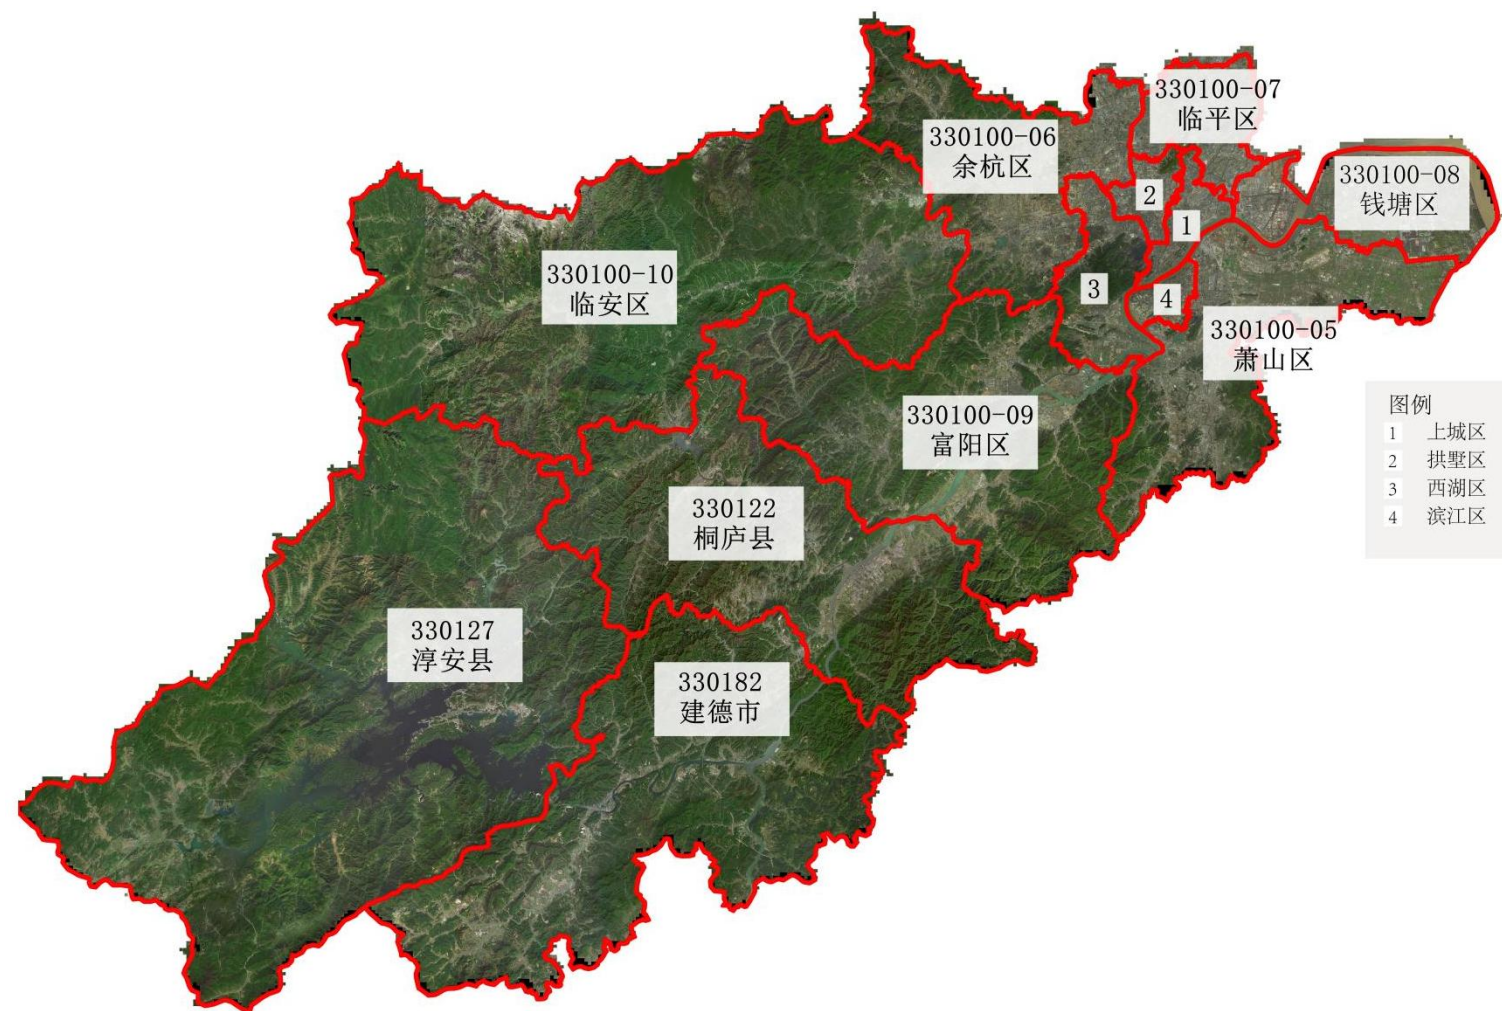 330100-07
临平区
330100-06
余杭区
330100-08
钱塘区
2
1
330100-10
临安区
3
4
330100-05
萧山区
330100-09
富阳区
图例
1 上城区
2 拱墅区
3 西湖区
4 滨江区
330122
桐庐县
330127
淳安县
330182
建德市